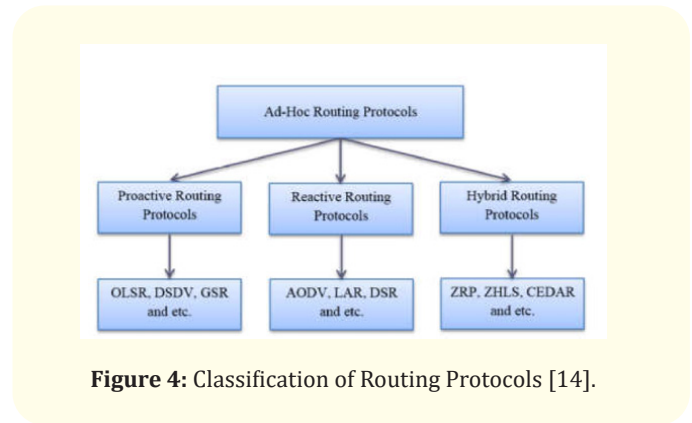 Ad-Hoc Routing Protocols
Proactive Routing
Protocols
Reactive Routing
Protocols
Hybrid Routing
Protocols
OLSR, DSDV, GSR
and etc.
AODV, LAR, DSR
and etc.
ZRP, ZHLS, CEDAR
and etc.
Figure 4: Classification of Routing Protocols [14].